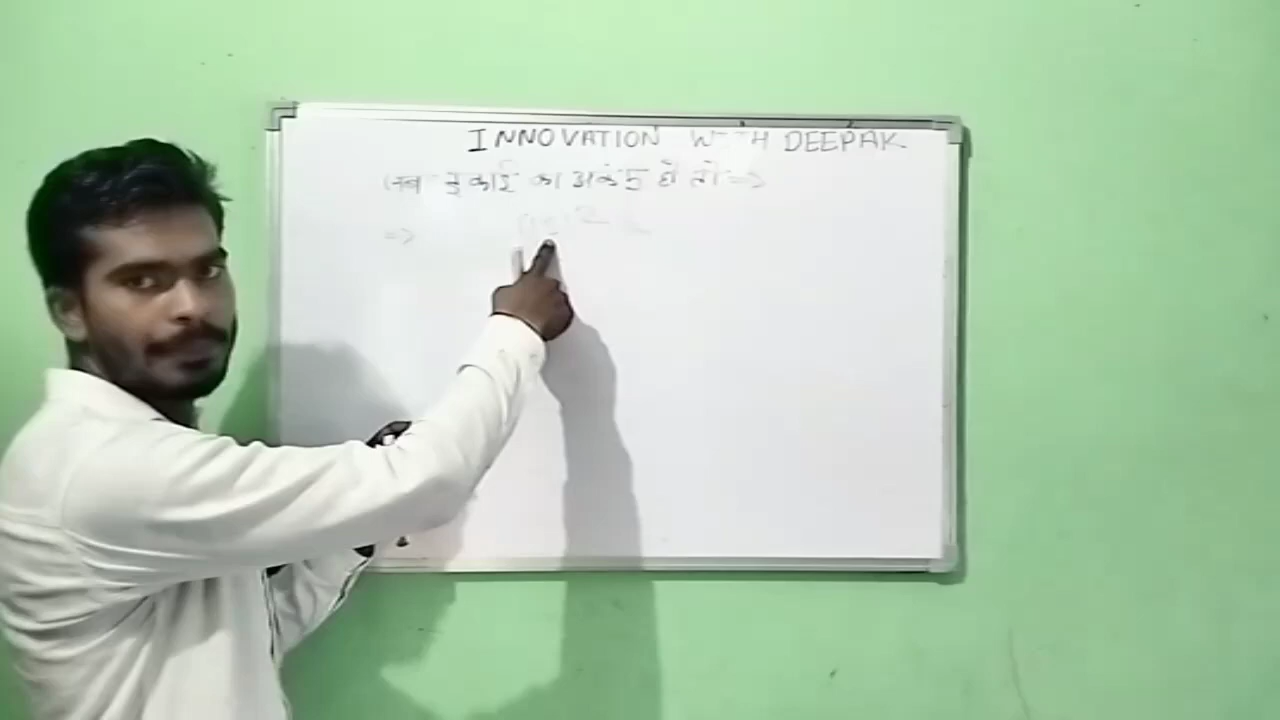 INNOVATION WITH DEEPAK
जब इकाई का अंक 5 हो तो =>
=>